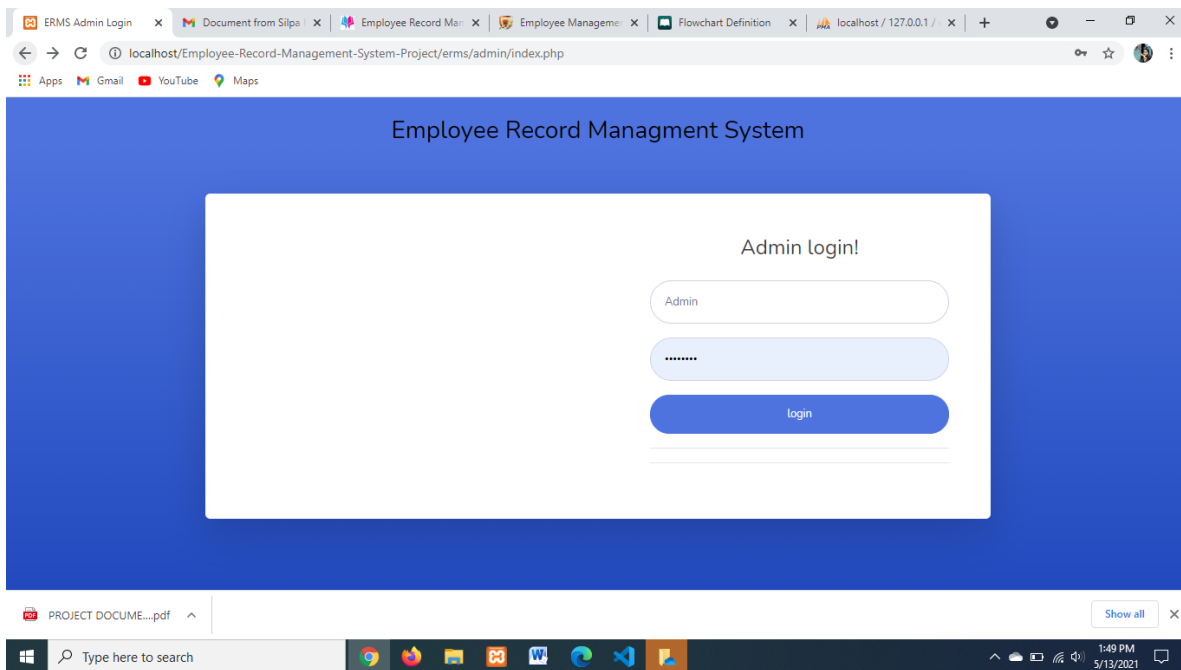 ERMS Admin Login
Document from Silpa
Employee Record Man
Employee Managemen
Flowchart Definition
localhost / 127.0.0.1 /
localhost/Employee-Record-Management-System-Project/erms/admin/index.php
Apps
Gmail
YouTube
Maps
Employee Record Managment System
Admin login!
Admin
••••••••
login
PROJECT DOCUME....pdf
Show all
Type here to search
1:49 PM
5/13/2021